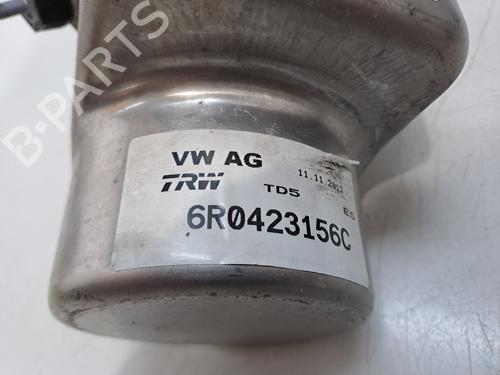 B-PARTS
VW AG 11.11.2013
TRW TD5 ES
6R0423156C